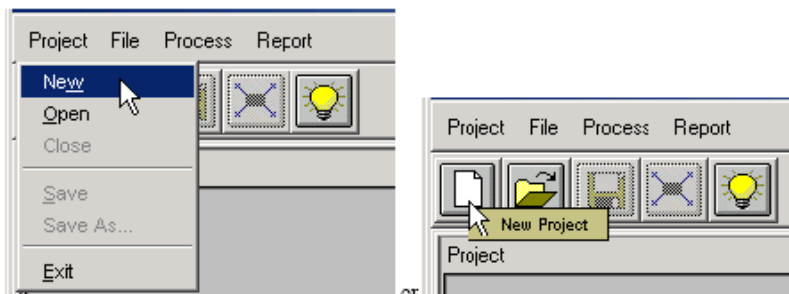 Project File Process Report
New
Open
Close
Save
Save As...
Exit
or
Project File Process Report
New Project
Project